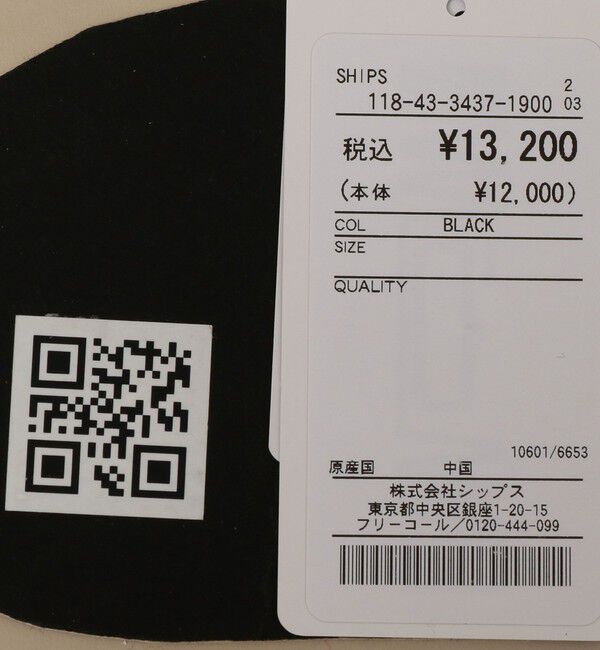 SHIPS
2
118-43-3437-1900 03
税込 ¥13,200
(本体 ¥12,000)
COL BLACK
SIZE
QUALITY
10601/6653
原産国 中国
株式会社シップス
東京都中央区銀座1-20-15
フリーコール/0120-444-099